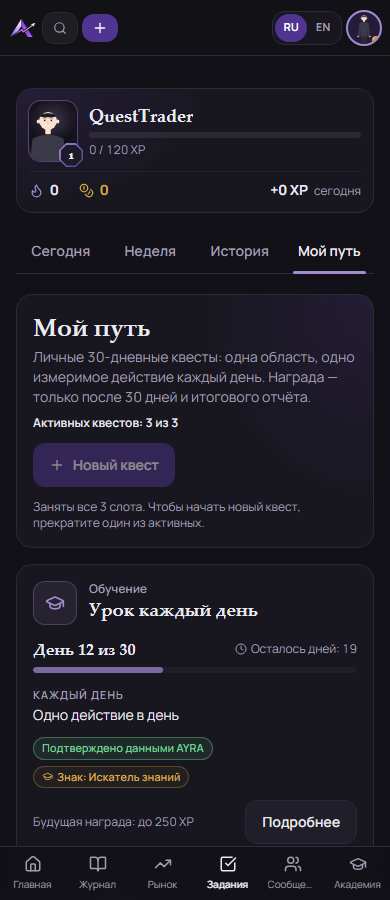 RU EN
QuestTrader
0 / 120 XP
1
0 0 +0 XP сегодня
Сегодня Неделя История Мой путь
Мой путь
Личные 30-дневные квесты: одна область, одно
измеримое действие каждый день. Награда —
только после 30 дней и итогового отчёта.
Активных квестов: 3 из 3
+ Новый квест
Заняты все 3 слота. Чтобы начать новый квест,
прекратите один из активных.
Обучение
Урок каждый день
День 12 из 30 Осталось дней: 19
КАЖДЫЙ ДЕНЬ
Одно действие в день
Подтверждено данными AYRA
Знак: Искатель знаний
Будущая награда: до 250 XP Подробнее
Главная Журнал Рынок Задания Сообще... Академия